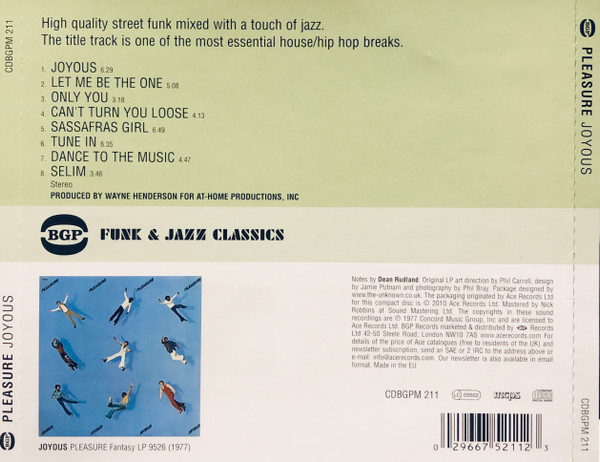 CDBGPM 211
High quality street funk mixed with a touch of jazz.
The title track is one of the most essential house/hip hop breaks.
1. JOYOUS 6.29
2. LET ME BE THE ONE 5.08
3. ONLY YOU 3.18
4. CAN'T TURN YOU LOOSE 4.13
5. SASSAFRAS GIRL 6.49
6. TUNE IN 6.35
7. DANCE TO THE MUSIC 4.47
8. SELIM 3.46
Stereo
PRODUCED BY WAYNE HENDERSON FOR AT-HOME PRODUCTIONS, INC
BGP FUNK & JAZZ CLASSICS
PLEASURE PLEASURE PLEASURE
PLEASURE PLEASURE
JOYOUS PLEASURE Fantasy LP 9526 (1977)
Notes by Dean Rudland. Original LP art direction by Phil Carroll, design
by Jamie Putnam and photography by Phil Bray. Package designed by
www.the-unknown.co.uk. The packaging originated by Ace Records Ltd
for this compact disc is © 2010 Ace Records Ltd. Mastered by Nick
Robbins at Sound Mastering Ltd. The copyrights in these sound
recordings are ℗ 1977 Concord Music Group, Inc and are licensed to
Ace Records Ltd. BGP Records marketed & distributed by Records
Ltd 42-50 Steele Road, London NW10 7AS. www.acerecords.com For
details of the price of Ace catalogues (free to residents of the UK) and
newsletter subscription, send an SAE or 2 IRC to the address above or
e-mail: info@acerecords.com. Our newsletter is also available in email
format. Made in the EU
CDBGPM 211 LC 05902 mcps
0 29667 52112 3
BGP PLEASURE JOYOUS
BGP PLEASURE JOYOUS
CDBGPM 211